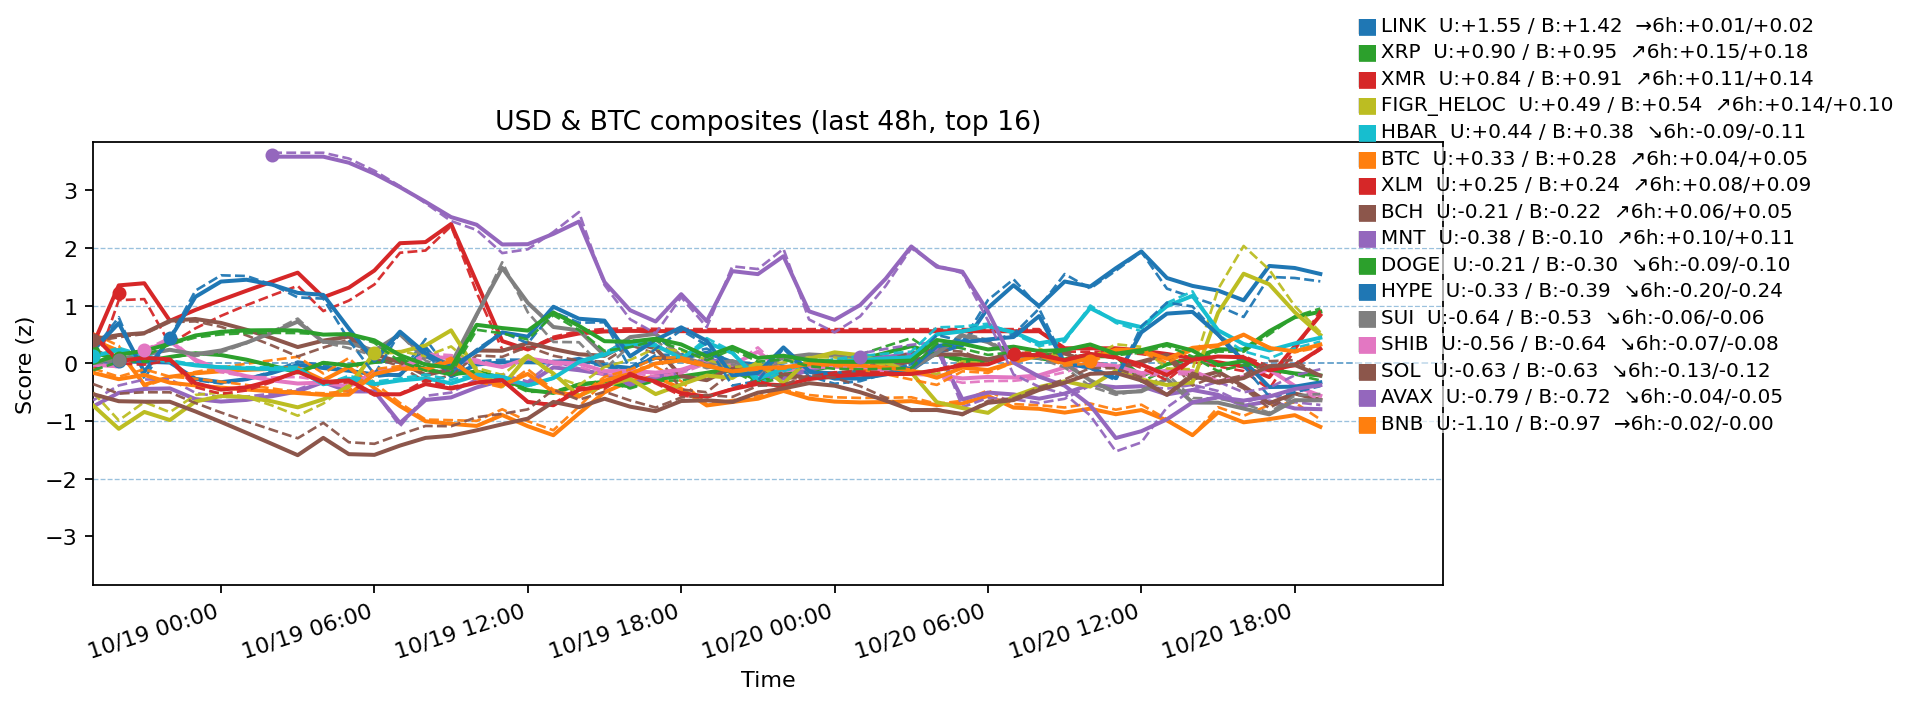 LINK  U:+1.55 / B:+1.42  →6h:+0.01/+0.02
XRP  U:+0.90 / B:+0.95  ↗6h:+0.15/+0.18
XMR  U:+0.84 / B:+0.91  ↗6h:+0.11/+0.14
FIGR_HELOC  U:+0.49 / B:+0.54  ↗6h:+0.14/+0.10
HBAR  U:+0.44 / B:+0.38  ↘6h:-0.09/-0.11
BTC  U:+0.33 / B:+0.28  ↗6h:+0.04/+0.05
XLM  U:+0.25 / B:+0.24  ↗6h:+0.08/+0.09
BCH  U:-0.21 / B:-0.22  ↗6h:+0.06/+0.05
MNT  U:-0.38 / B:-0.10  ↗6h:+0.10/+0.11
DOGE  U:-0.21 / B:-0.30  ↘6h:-0.09/-0.10
HYPE  U:-0.33 / B:-0.39  ↘6h:-0.20/-0.24
SUI  U:-0.64 / B:-0.53  ↘6h:-0.06/-0.06
SHIB  U:-0.56 / B:-0.64  ↘6h:-0.07/-0.08
SOL  U:-0.63 / B:-0.63  ↘6h:-0.13/-0.12
AVAX  U:-0.79 / B:-0.72  ↘6h:-0.04/-0.05
BNB  U:-1.10 / B:-0.97  →6h:-0.02/-0.00
USD & BTC composites (last 48h, top 16)
Score (z)
3
2
1
0
−1
−2
−3
10/19 00:00
10/19 06:00
10/19 12:00
10/19 18:00
10/20 00:00
10/20 06:00
10/20 12:00
10/20 18:00
Time